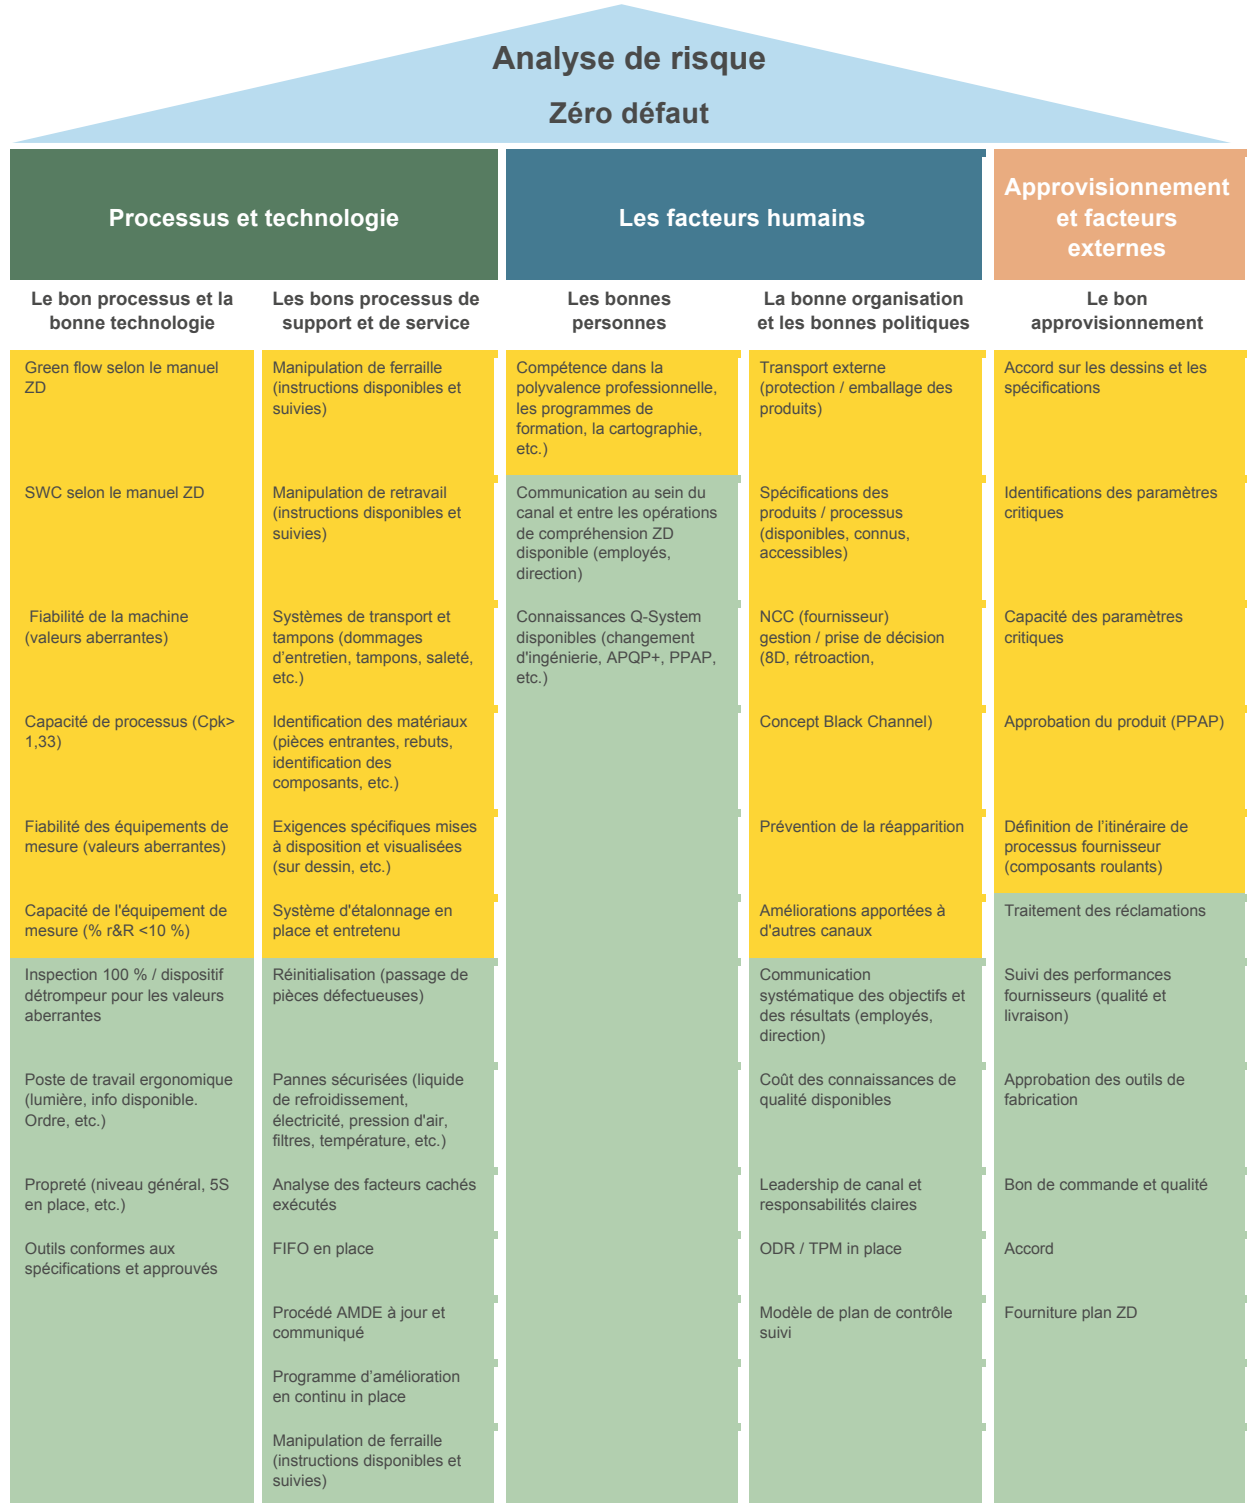 Analyse de risque
Zéro défaut
Processus et technologie
Les facteurs humains
Approvisionnement
et facteurs
externes
Le bon processus et la
bonne technologie
Les bons processus de
support et de service
Les bonnes
personnes
La bonne organisation
et les bonnes politiques
Le bon
approvisionnement
Green flow selon le manuel
ZD
Manipulation de ferraille
(instructions disponibles et
suivies)
Compétence dans la
polyvalence professionnelle,
les programmes de
formation, la cartographie,
etc.)
Transport externe
(protection / emballage des
produits)
Accord sur les dessins et les
spécifications
SWC selon le manuel ZD
Manipulation de retravail
(instructions disponibles et
suivies)
Communication au sein du
canal et entre les opérations
de compréhension ZD
disponible (employés,
direction)
Spécifications des
produits / processus
(disponibles, connus,
accessibles)
Identifications des paramètres
critiques
Fiabilité de la machine
(valeurs aberrantes)
Systèmes de transport et
tampons (dommages
d’entretien, tampons, saleté,
etc.)
Connaissances Q-System
disponibles (changement
d'ingénierie, APQP+, PPAP,
etc.)
NCC (fournisseur)
gestion / prise de décision
(8D, rétroaction,
Capacité des paramètres
critiques
Capacité de processus (Cpk>
1,33)
Identification des matériaux
(pièces entrantes, rebuts,
identification des
composants, etc.)
Concept Black Channel)
Approbation du produit (PPAP)
Fiabilité des équipements de
mesure (valeurs aberrantes)
Exigences spécifiques mises
à disposition et visualisées
(sur dessin, etc.)
Prévention de la réapparition
Définition de l’itinéraire de
processus fournisseur
(composants roulants)
Capacité de l'équipement de
mesure (% r&R <10 %)
Système d'étalonnage en
place et entretenu
Améliorations apportées à
d'autres canaux
Traitement des réclamations
Inspection 100 % / dispositif
détrompeur pour les valeurs
aberrantes
Réinitialisation (passage de
pièces défectueuses)
Communication
systématique des objectifs et
des résultats (employés,
direction)
Suivi des performances
fournisseurs (qualité et
livraison)
Poste de travail ergonomique
(lumière, info disponible.
Ordre, etc.)
Pannes sécurisées (liquide
de refroidissement,
électricité, pression d'air,
filtres, température, etc.)
Coût des connaissances de
qualité disponibles
Approbation des outils de
fabrication
Propreté (niveau général, 5S
en place, etc.)
Analyse des facteurs cachés
exécutés
Leadership de canal et
responsabilités claires
Bon de commande et qualité
Outils conformes aux
spécifications et approuvés
FIFO en place
ODR / TPM in place
Accord
Procédé AMDE à jour et
communiqué
Modèle de plan de contrôle
suivi
Fourniture plan ZD
Programme d’amélioration
en continu in place
Manipulation de ferraille
(instructions disponibles et
suivies)